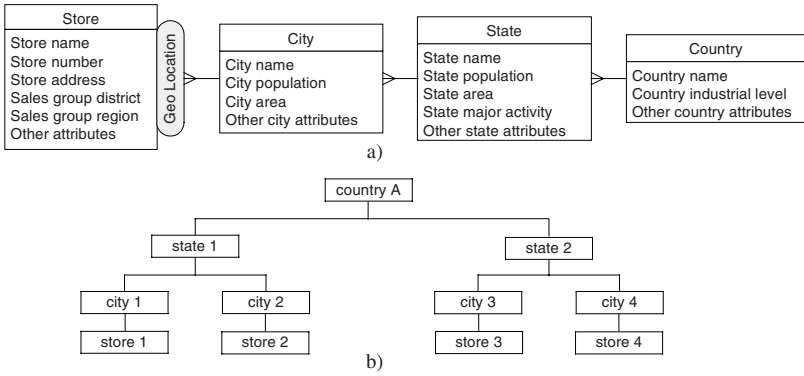 Store
Store name
Store number
Store address
Sales group district
Sales group region
Other attributes
Geo Location
City
City name
City population
City area
Other city attributes
State
State name
State population
State area
State major activity
Other state attributes
Country
Country name
Country industrial level
Other country attributes
a)
country A
state 1
state 2
city 1
city 2
city 3
city 4
store 1
store 2
store 3
store 4
b)